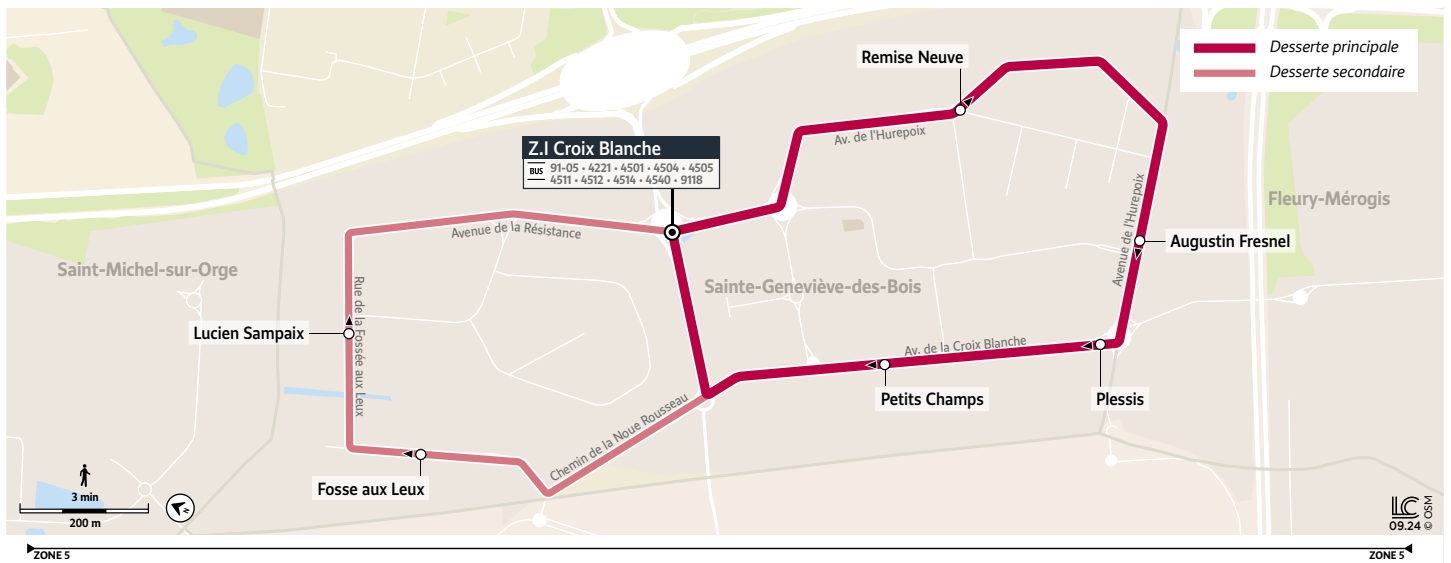 Desserte principale
Desserte secondaire
Remise Neuve
Av. de l'Hurepoix
Z.I Croix Blanche
BUS 91-05 • 4221 • 4501 • 4504 • 4505
4511 • 4512 • 4514 • 4540 • 9118
Avenue de la Résistance
Avenue de l'Hurepoix
Fleury-Mérogis
Augustin Fresnel
Saint-Michel-sur-Orge
Sainte-Geneviève-des-Bois
Rue de la Fossée aux Leux
Lucien Sampaix
Av. de la Croix Blanche
Petits Champs
Plessis
Chemin de la Noue Rousseau
Fosse aux Leux
3 min
200 m
N
LC
09.24 © OSM
ZONE 5
ZONE 5